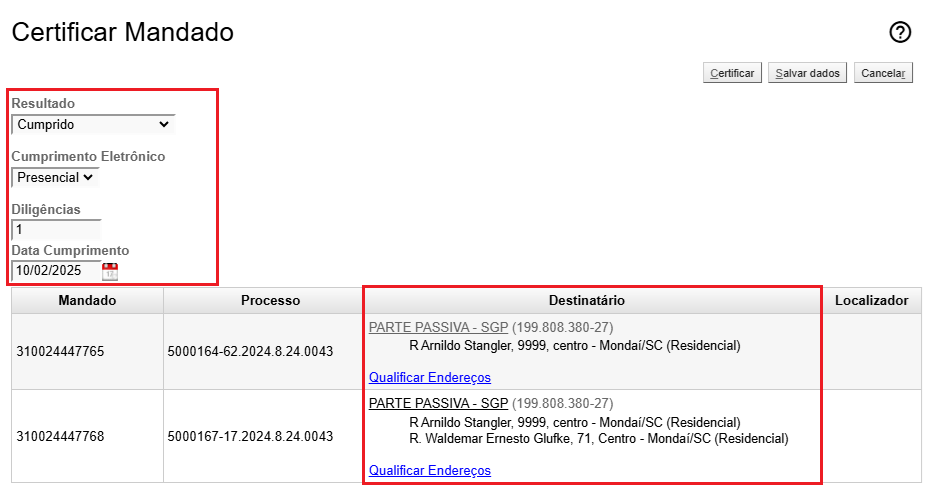 Certificar Mandado
Certificar Salvar dados Cancelar
Resultado
Cumprido
Cumprimento Eletrônico
Presencial
Diligências
1
Data Cumprimento
10/02/2025
Mandado Processo Destinatário Localizador
310024447765 5000164-62.2024.8.24.0043 PARTE PASSIVA - SGP (199.808.380-27)
R Arnildo Stangler, 9999, centro - Mondaí/SC (Residencial)
Qualificar Endereços
310024447768 5000167-17.2024.8.24.0043 PARTE PASSIVA - SGP (199.808.380-27)
R Arnildo Stangler, 9999, centro - Mondaí/SC (Residencial)
R. Waldemar Ernesto Glufke, 71, Centro - Mondaí/SC (Residencial)
Qualificar Endereços